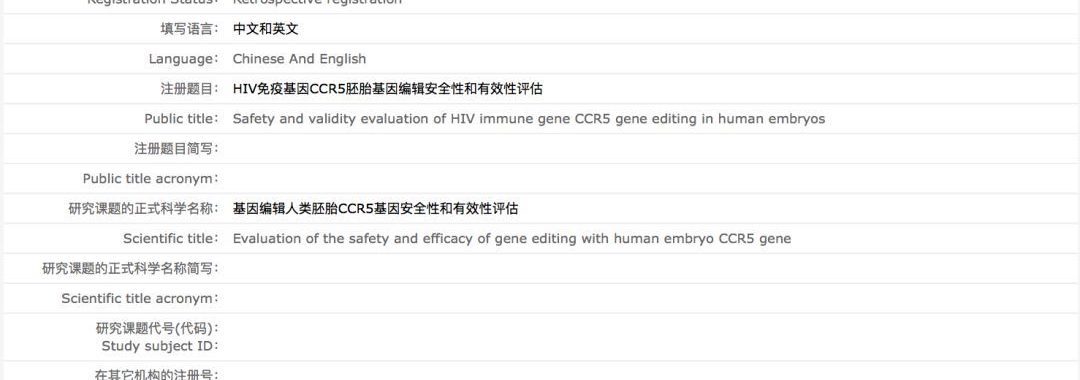 Registration Status： Retrospective registration
填写语言： 中文和英文
Language： Chinese And English
注册题目： HIV免疫基因CCR5胚胎基因编辑安全性和有效性评估
Public title： Safety and validity evaluation of HIV immune gene CCR5 gene editing in human embryos
注册题目简写：
Public title acronym：
研究课题的正式科学名称： 基因编辑人类胚胎CCR5基因安全性和有效性评估
Scientific title： Evaluation of the safety and efficacy of gene editing with human embryo CCR5 gene
研究课题的正式科学名称简写：
Scientific title acronym：
研究课题代号(代码)：
Study subject ID：
在其它机构的注册号：